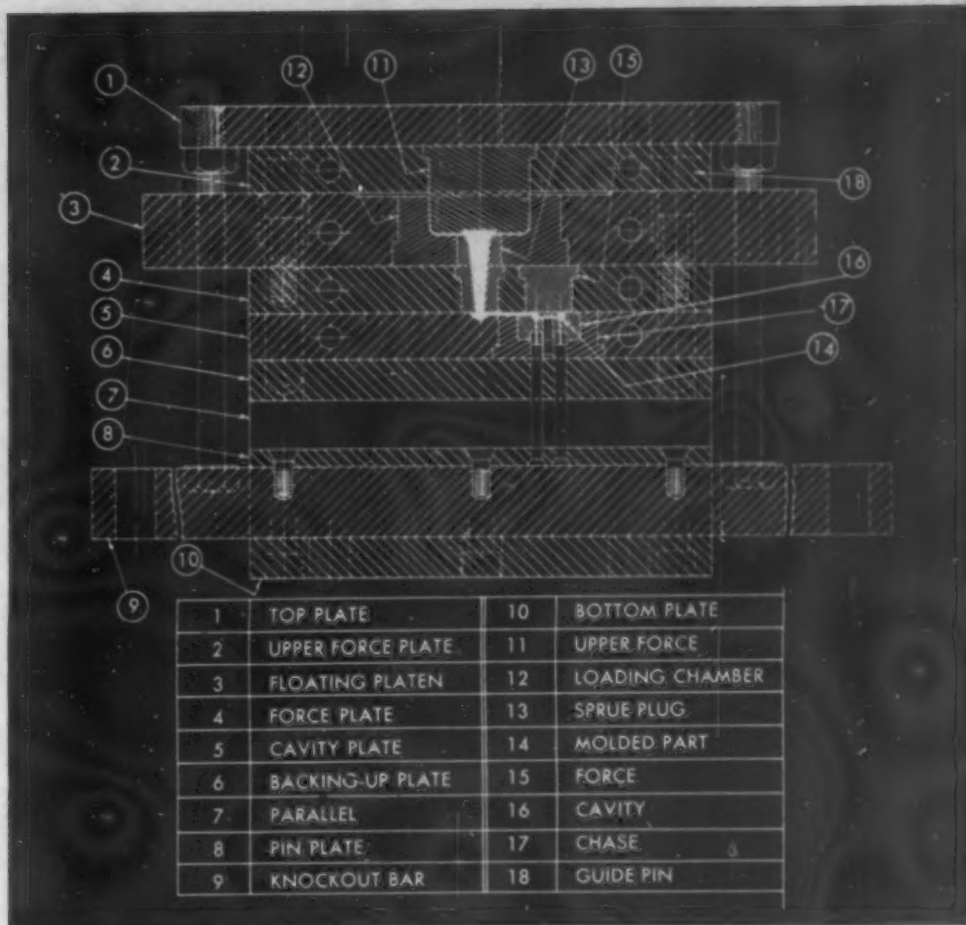 12 11 13 15
1
2
18
3
4
16
5
17
6
7
14
8
10
9
1 TOP PLATE 10 BOTTOM PLATE
2 UPPER FORCE PLATE 11 UPPER FORCE
3 FLOATING PLATEN 12 LOADING CHAMBER
4 FORCE PLATE 13 SPRUE PLUG
5 CAVITY PLATE 14 MOLDED PART
6 BACKING-UP PLATE 15 FORCE
7 PARALLEL 16 CAVITY
8 PIN PLATE 17 CHASE
9 KNOCKOUT BAR 18 GUIDE PIN